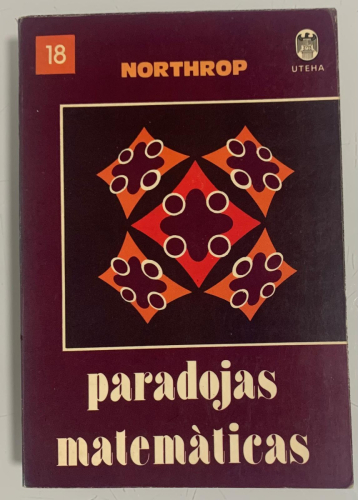 18
NORTHROP
UTEHA
paradojas
matemàticas